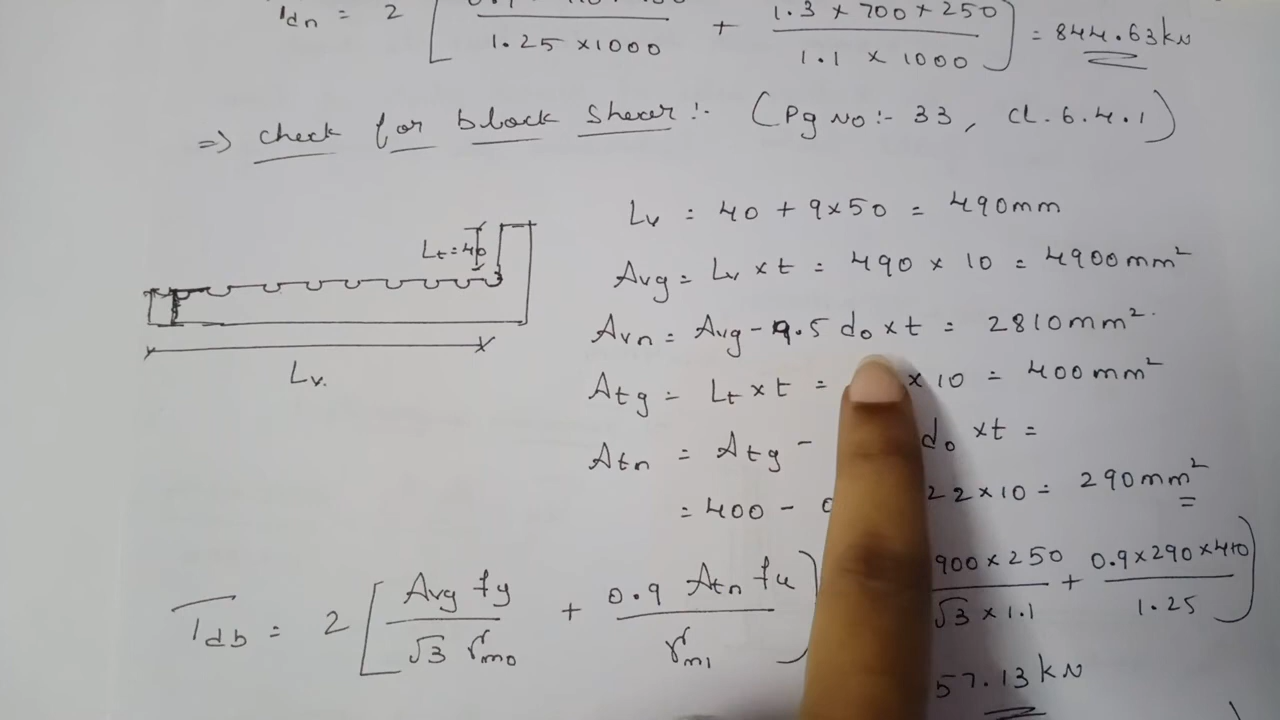 Tdn = 2 [ / 1.25 × 1000 + 1.3 × 700 × 250 / 1.1 × 1000 ] = 844.63 kN
⇒ check for block shear :- (Pg No :- 33, cl. 6.4.1)
Lt = 40
Lv.
Lv = 40 + 9×50 = 490mm
Avg = Lv × t = 490 × 10 = 4900 mm²
Avn = Avg - 9.5 do × t = 2810 mm²
Atg = Lt × t = × 10 = 400 mm²
Atn = Atg - do × t =
= 400 - 22 × 10 = 290 mm²
Tdb = 2 [ Avg fy / √3 γm0 + 0.9 Atn fu / γm1 ] 900 × 250 / √3 × 1.1 + 0.9 × 290 × 410 / 1.25 )
57.13 kN